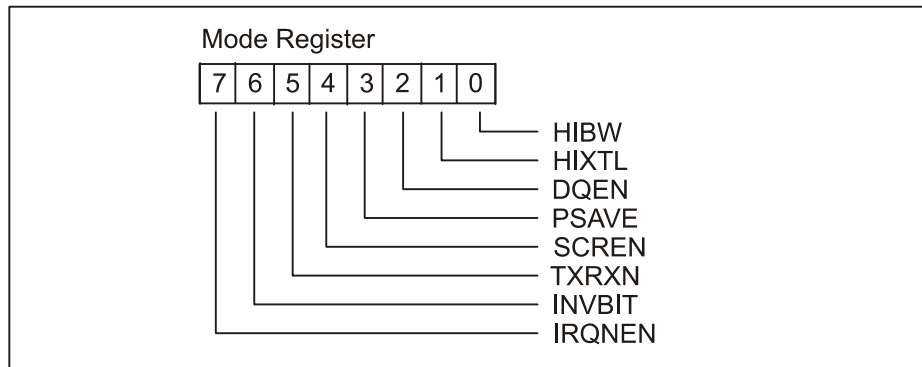 Mode Register
7 6 5 4 3 2 1 0
HIBW
HIXTL
DQEN
PSAVE
SCREN
TXRXN
INVBIT
IRQNEN